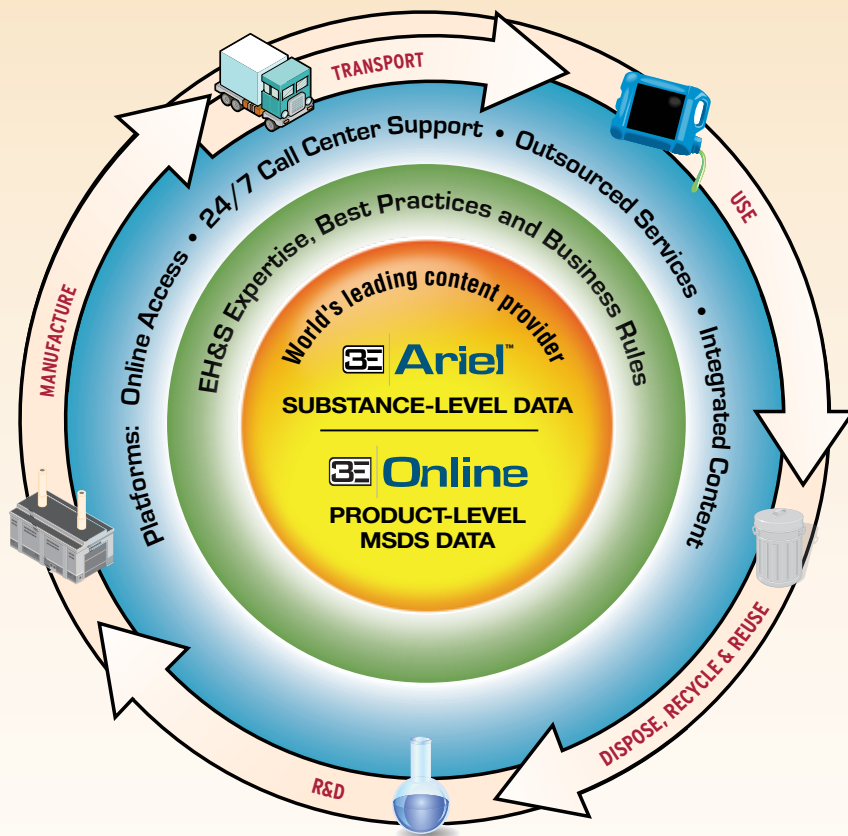 TRANSPORT
USE
DISPOSE, RECYCLE & REUSE
R&D
MANUFACTURE
Platforms: Online Access • 24/7 Call Center Support • Outsourced Services • Integrated Content
EH&S Expertise, Best Practices and Business Rules
World's leading content provider
3E Ariel™
SUBSTANCE-LEVEL DATA
3E Online
PRODUCT-LEVEL
MSDS DATA